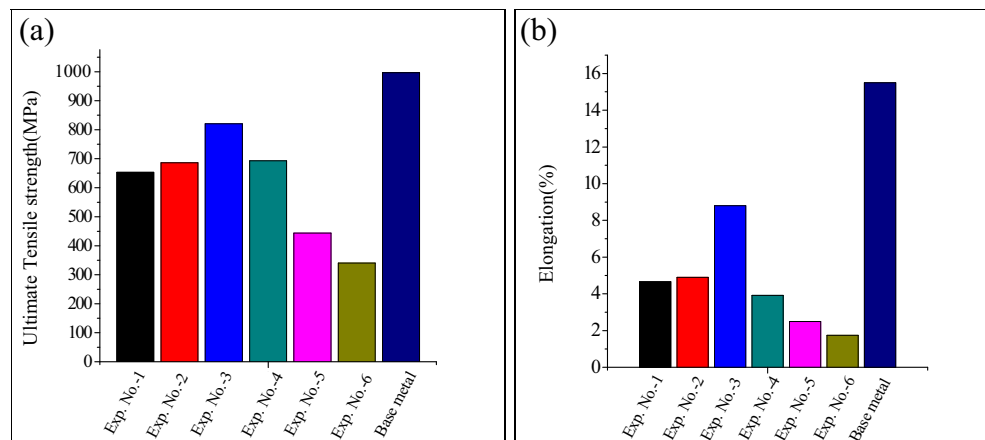 (a)
Ultimate Tensile strength(MPa)
1000
900
800
700
600
500
400
300
200
100
0
Exp. No.-1
Exp. No.-2
Exp. No.-3
Exp. No.-4
Exp. No.-5
Exp. No.-6
Base metal
(b)
Elongation(%)
16
14
12
10
8
6
4
2
0
Exp. No.-1
Exp. No.-2
Exp. No.-3
Exp. No.-4
Exp. No.-5
Exp. No.-6
Base metal